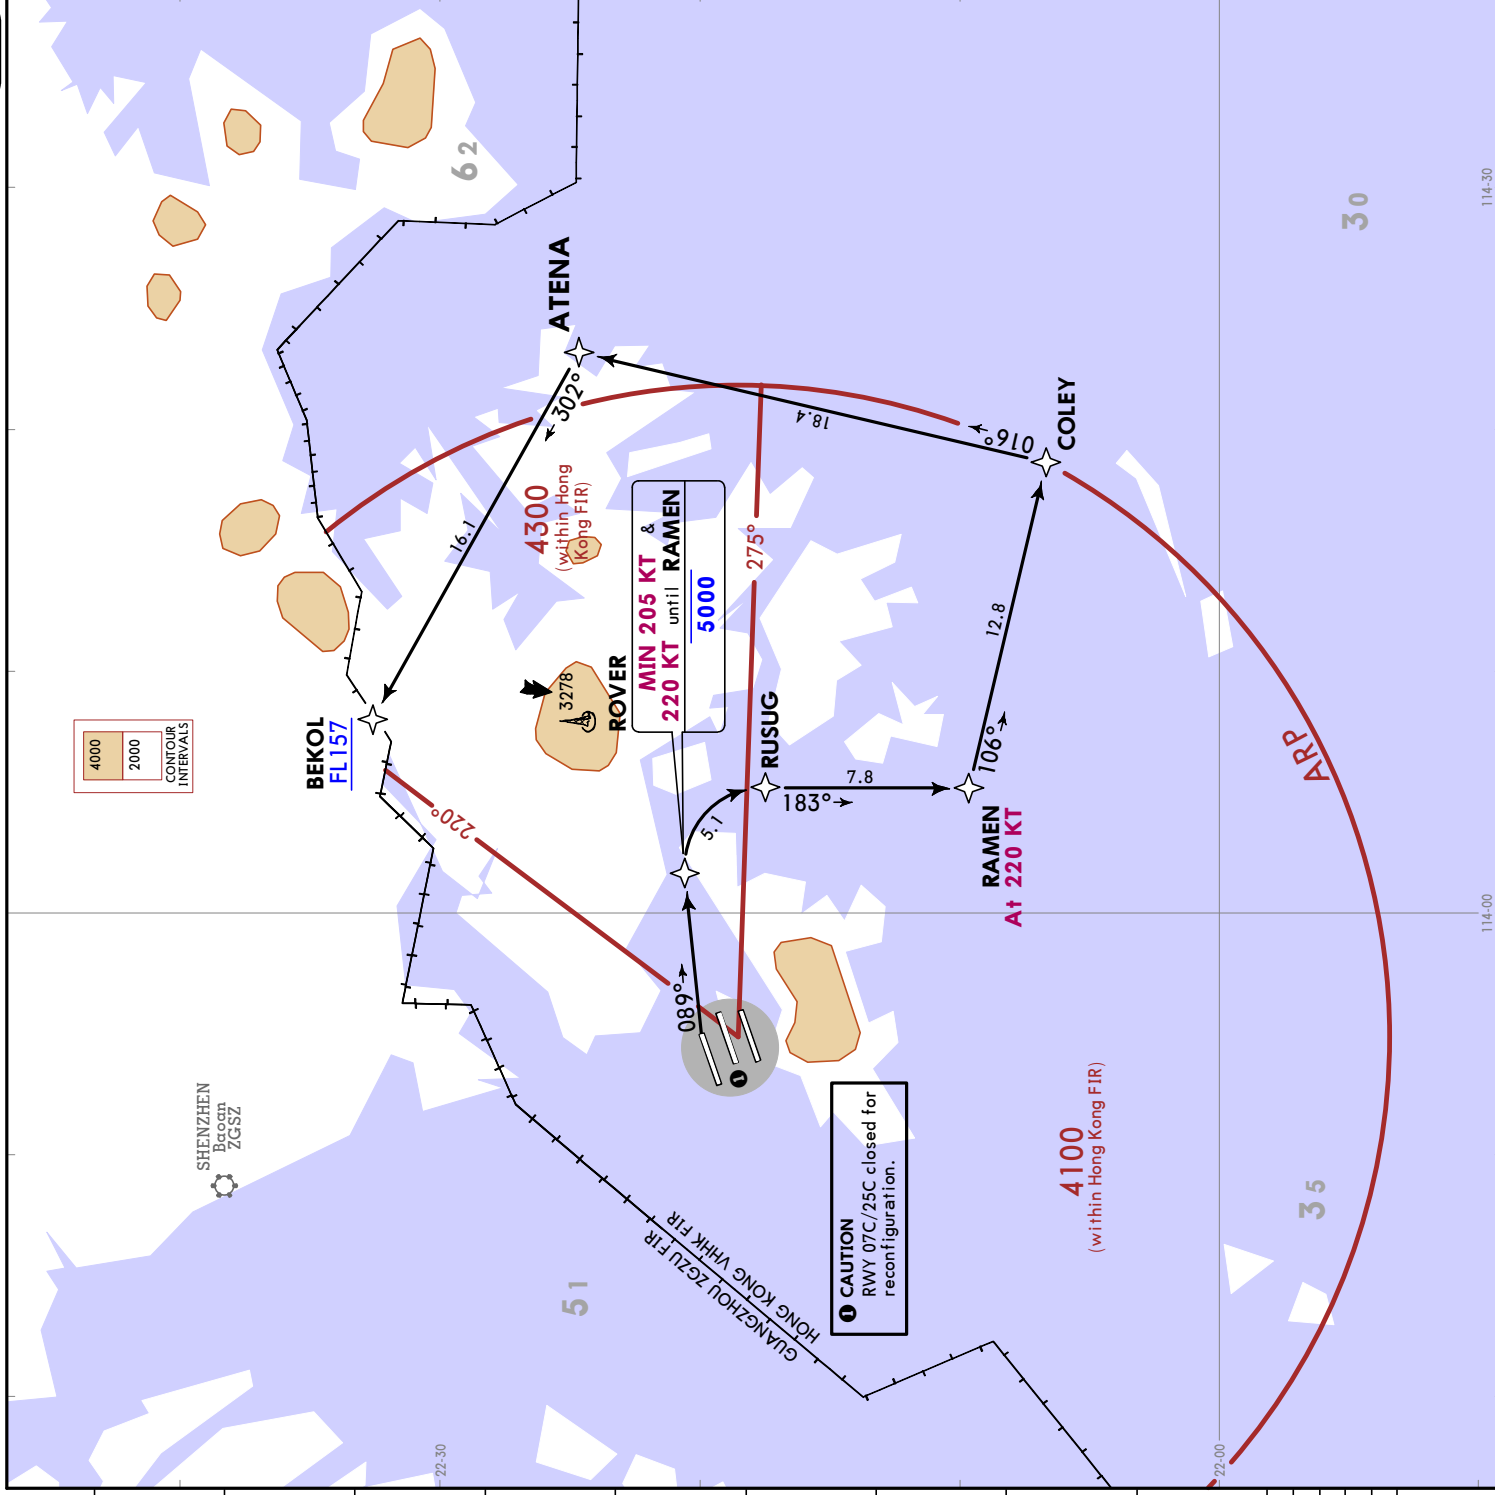 4000
2000
CONTOUR
INTERVALS
SHENZHEN
Baoan
ZGSZ
62
30
51
35
22-30
22-00
114-30
114-00
BEKOL
FL157
ATENA
302°
16.1
4300
(within Hong
Kong FIR)
3278
ROVER
MIN 205 KT &
220 KT until RAMEN
5000
275°
220°
089°
5.1
RUSUG
183°
7.8
RAMEN
At 220 KT
106°
12.8
COLEY
016°
18.4
ARP
4100
(within Hong Kong FIR)
1
1 CAUTION
RWY 07C/25C closed for
reconfiguration.
HONG KONG VHHK FIR
GUANGZHOU ZGZU FIR